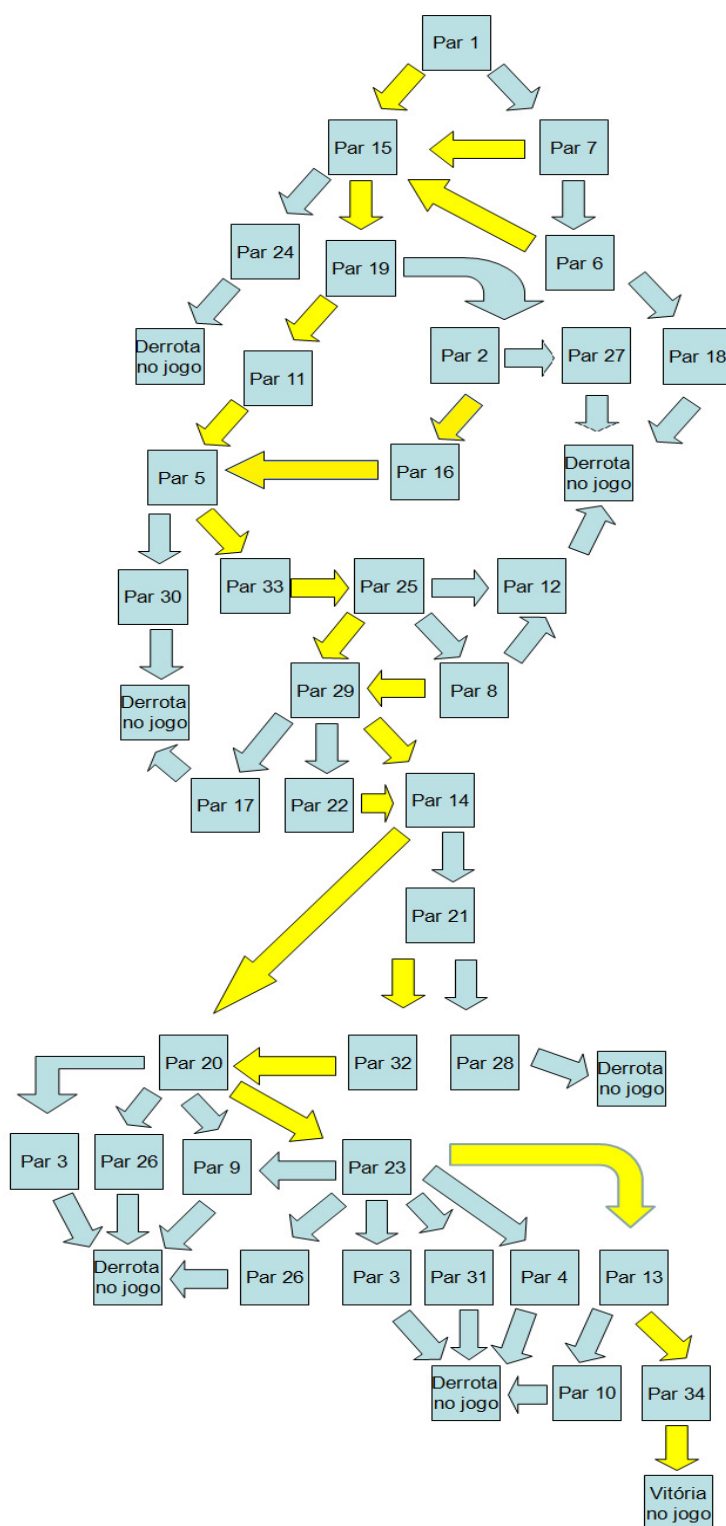 Par 1
Par 15
Par 7
Par 24
Par 19
Par 6
Derrota
no jogo
Par 11
Par 2
Par 27
Par 18
Par 5
Par 16
Derrota
no jogo
Par 30
Par 33
Par 25
Par 12
Derrota
no jogo
Par 29
Par 8
Par 17
Par 22
Par 14
Par 21
Par 20
Par 32
Par 28
Derrota
no jogo
Par 3
Par 26
Par 9
Par 23
Derrota
no jogo
Par 26
Par 3
Par 31
Par 4
Par 13
Derrota
no jogo
Par 10
Par 34
Vitória
no jogo